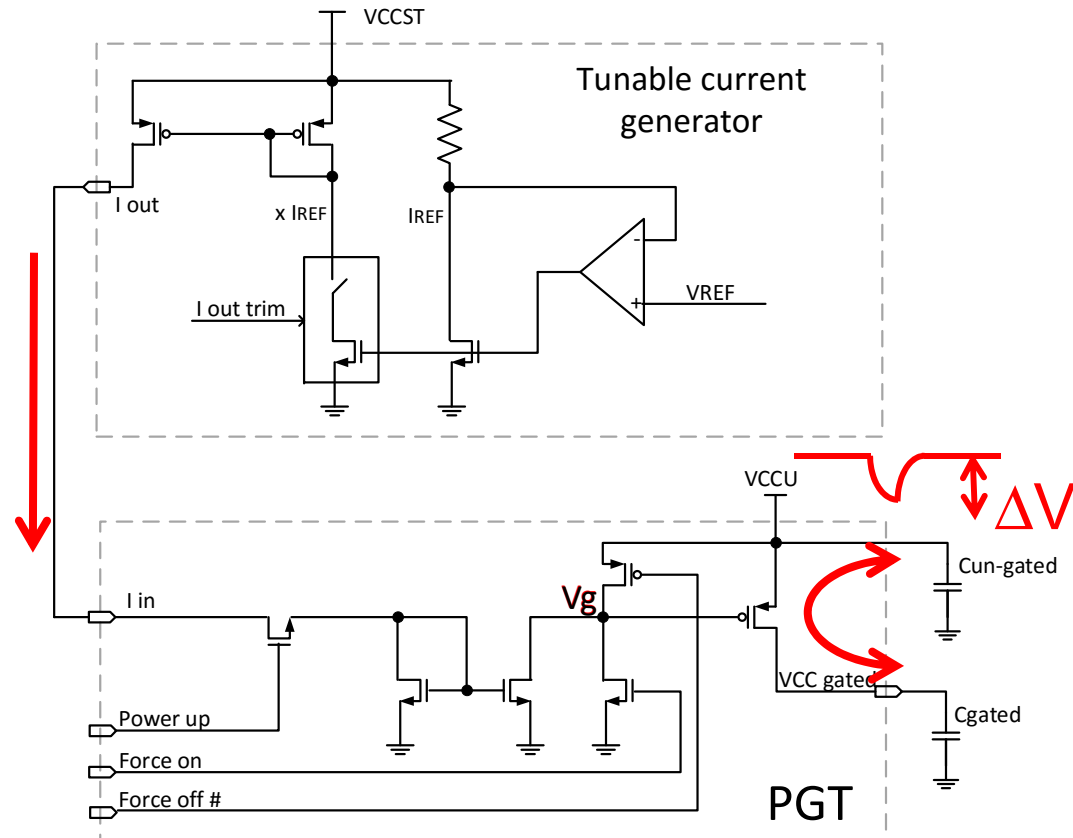 VCCST
Tunable current
generator
I out
x IREF
IREF
-
+
VREF
I out trim
VCCU
ΔV
Cun-gated
I in
Vg
VCC gated
Cgated
Power up
Force on
Force off #
PGT